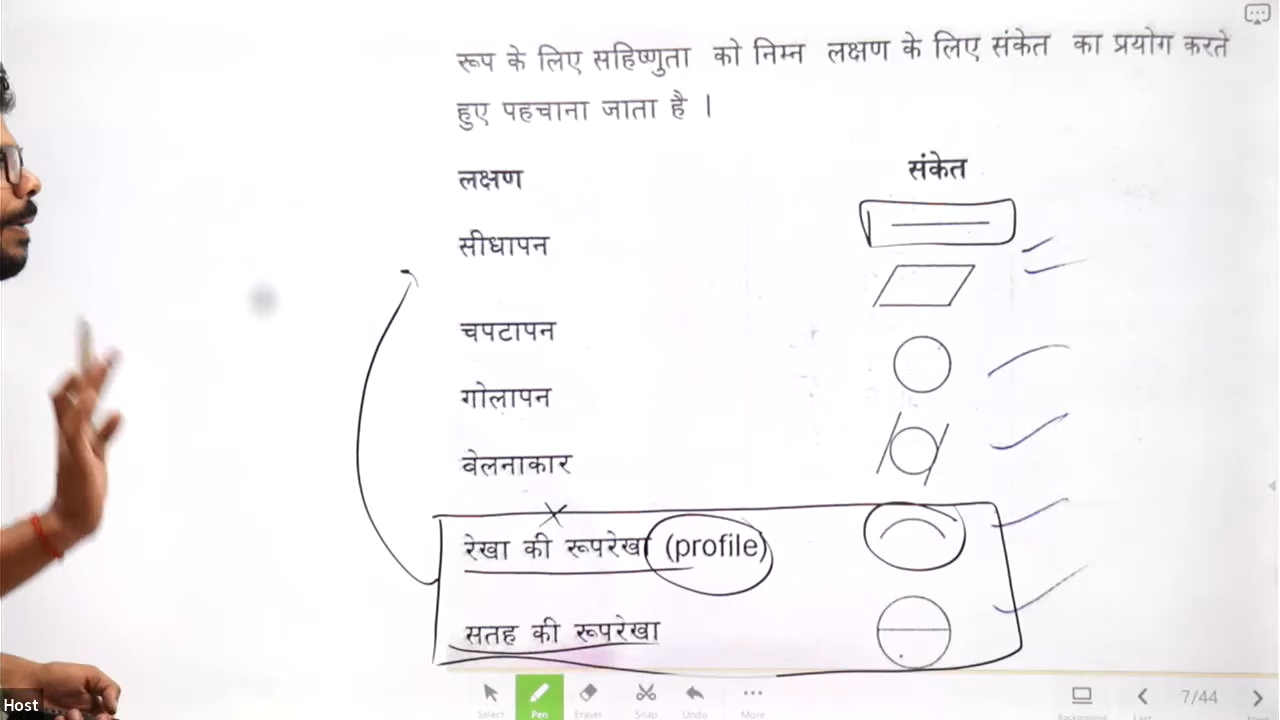 रूप के लिए सहिष्णुता को निम्न लक्षण के लिए संकेत का प्रयोग करते
हुए पहचाना जाता है ।
लक्षण संकेत
सीधापन
चपटापन
गोलापन
बेलनाकार
रेखा की रूपरेखा (profile)
सतह की रूपरेखा
Host
Select Pen Eraser Snap Undo More
Background 7/44